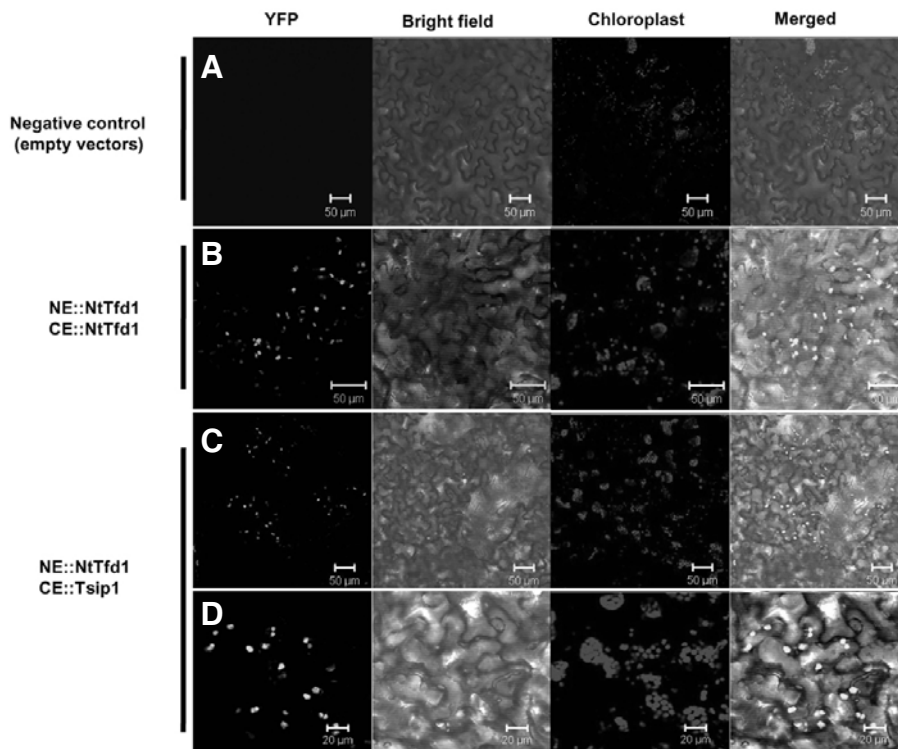 YFP Bright field Chloroplast Merged
Negative control
(empty vectors)
A
50 µm 50 µm 50 µm 50 µm
NE::NtTfd1
CE::NtTfd1
B
50 µm 50 µm 50 µm 50 µm
C
50 µm 50 µm 50 µm 50 µm
NE::NtTfd1
CE::Tsip1
D
20 µm 20 µm 20 µm 20 µm